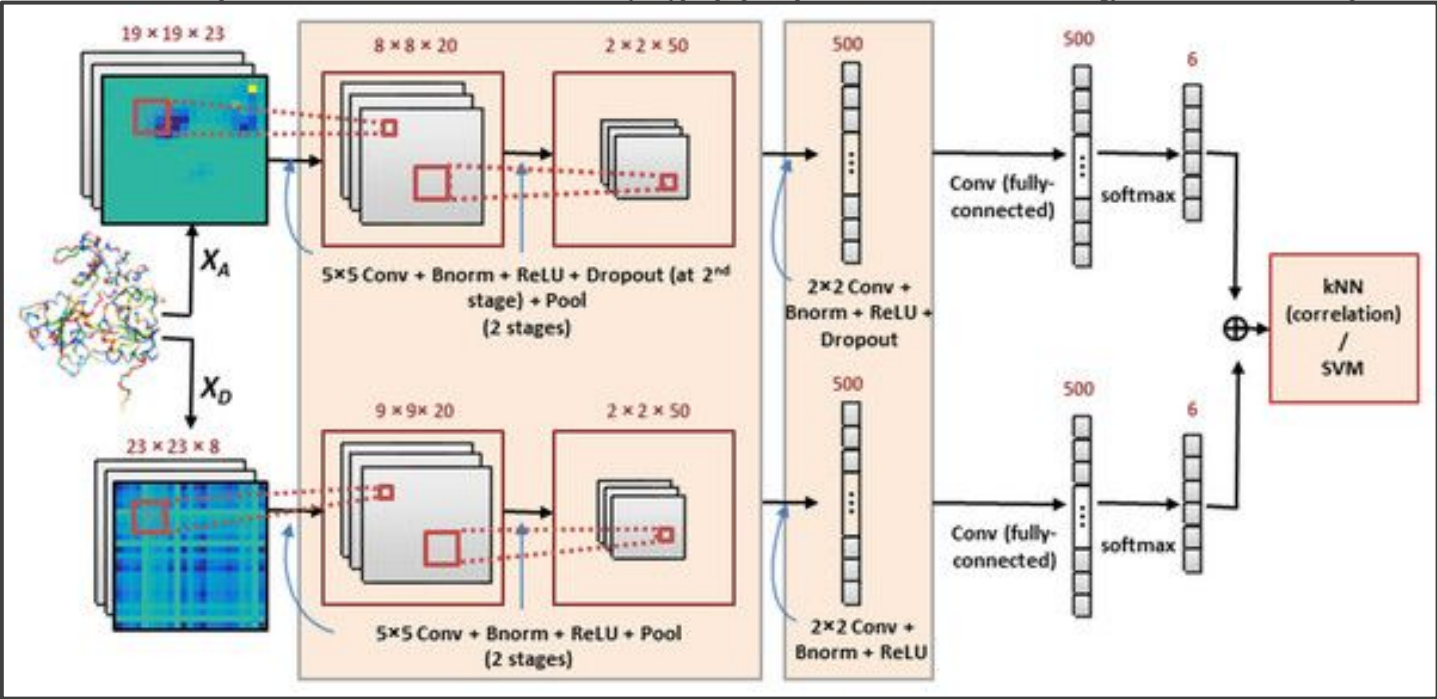 19 × 19 × 23
8 × 8 × 20
2 × 2 × 50
500
500
6
X_A
5×5 Conv + Bnorm + ReLU + Dropout (at 2nd
stage) + Pool
(2 stages)
2×2 Conv +
Bnorm + ReLU +
Dropout
Conv (fully-
connected)
softmax
kNN
(correlation)
/
SVM
X_D
23 × 23 × 8
9 × 9× 20
2 × 2 × 50
500
500
6
5×5 Conv + Bnorm + ReLU + Pool
(2 stages)
2×2 Conv +
Bnorm + ReLU
Conv (fully-
connected)
softmax